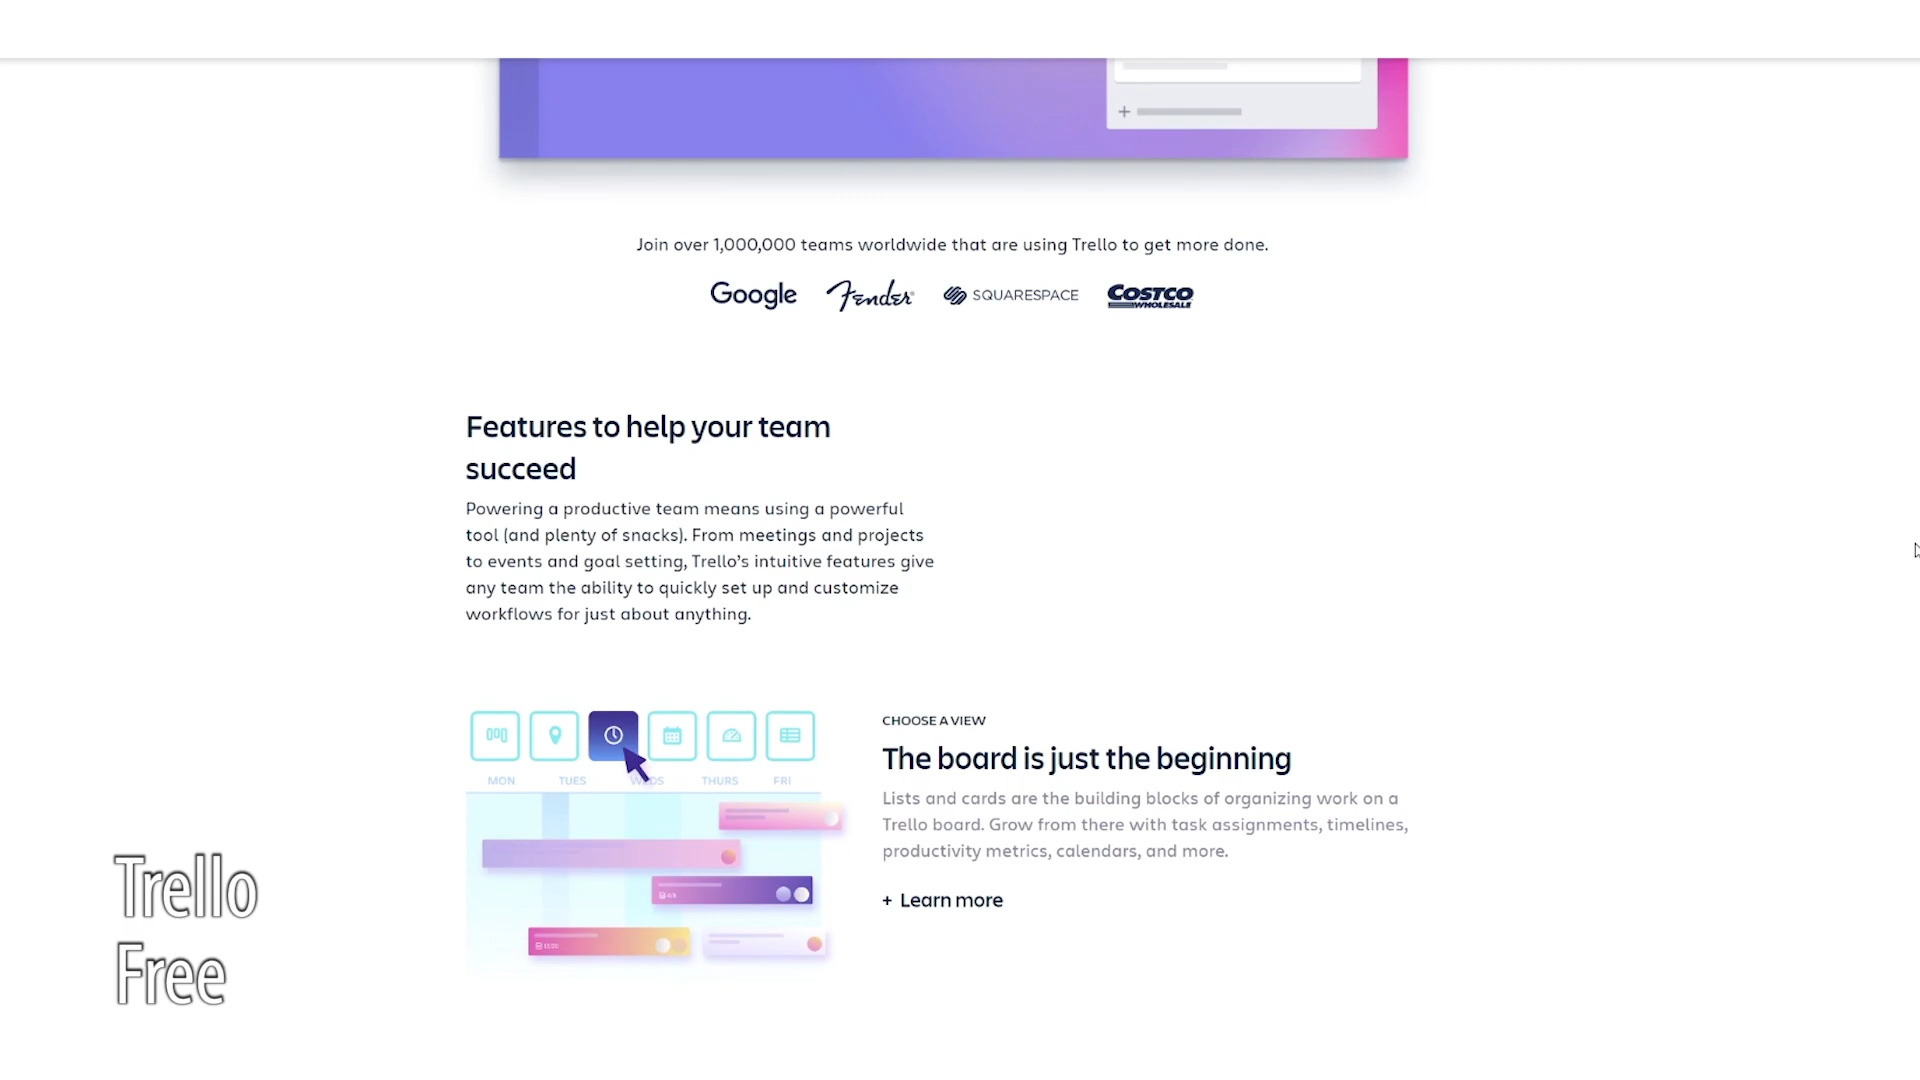 Join over 1,000,000 teams worldwide that are using Trello to get more done.
Google Fender SQUARESPACE COSTCO WHOLESALE
Features to help your team
succeed
Powering a productive team means using a powerful
tool (and plenty of snacks). From meetings and projects
to events and goal setting, Trello’s intuitive features give
any team the ability to quickly set up and customize
workflows for just about anything.
MON TUES WEDS THURS FRI
CHOOSE A VIEW
The board is just the beginning
Lists and cards are the building blocks of organizing work on a
Trello board. Grow from there with task assignments, timelines,
productivity metrics, calendars, and more.
+ Learn more
Trello
Free